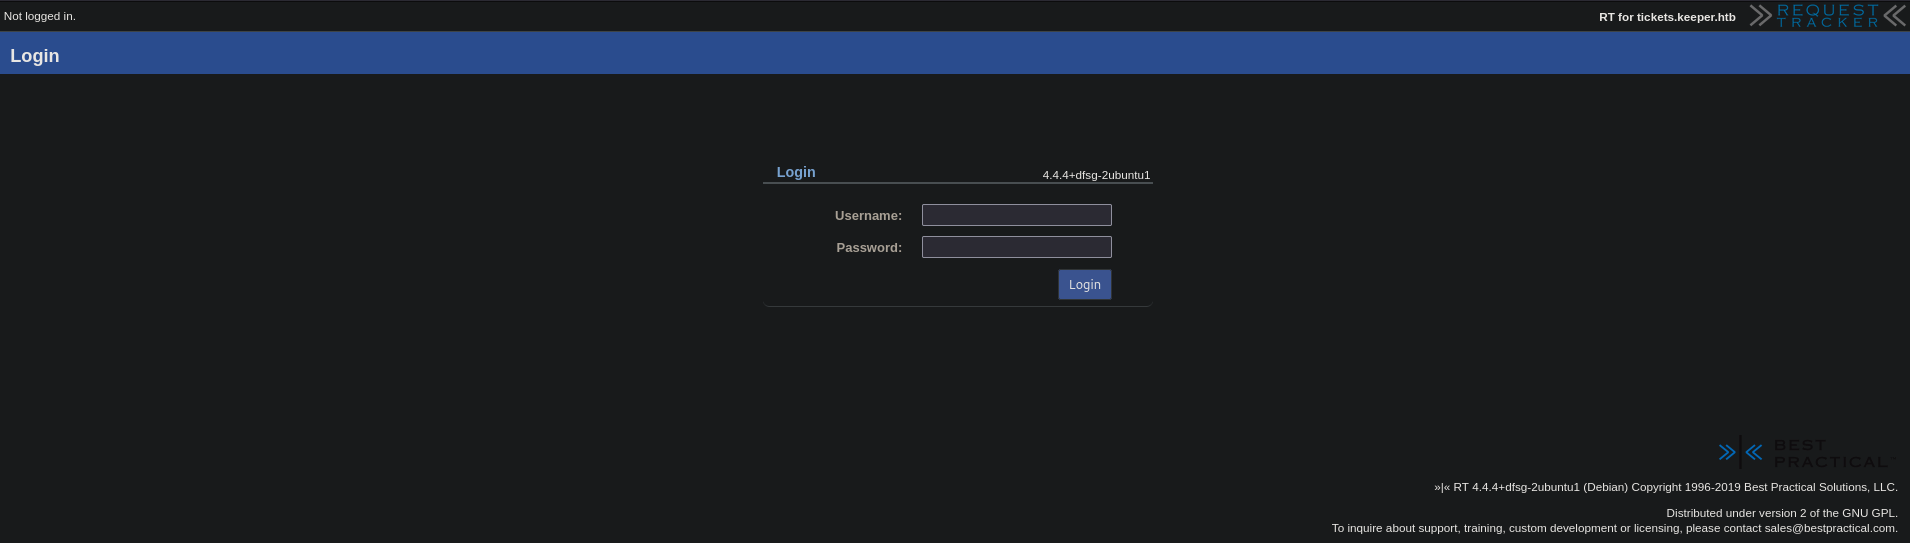 Not logged in.
RT for tickets.keeper.htb
REQUEST
TRACKER
Login
Login
4.4.4+dfsg-2ubuntu1
Username:
Password:
Login
BEST
PRACTICAL
»|« RT 4.4.4+dfsg-2ubuntu1 (Debian) Copyright 1996-2019 Best Practical Solutions, LLC.
Distributed under version 2 of the GNU GPL.
To inquire about support, training, custom development or licensing, please contact sales@bestpractical.com.